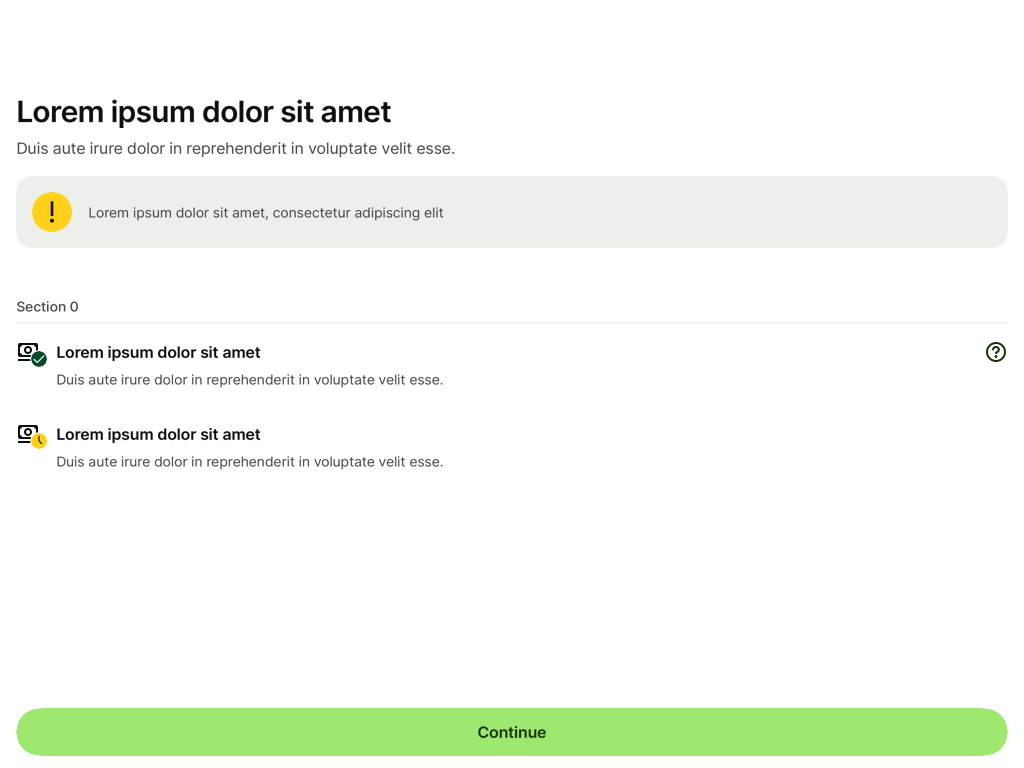 Lorem ipsum dolor sit amet
Duis aute irure dolor in reprehenderit in voluptate velit esse.
Lorem ipsum dolor sit amet, consectetur adipiscing elit
Section 0
Lorem ipsum dolor sit amet
Duis aute irure dolor in reprehenderit in voluptate velit esse.
Lorem ipsum dolor sit amet
Duis aute irure dolor in reprehenderit in voluptate velit esse.
Continue